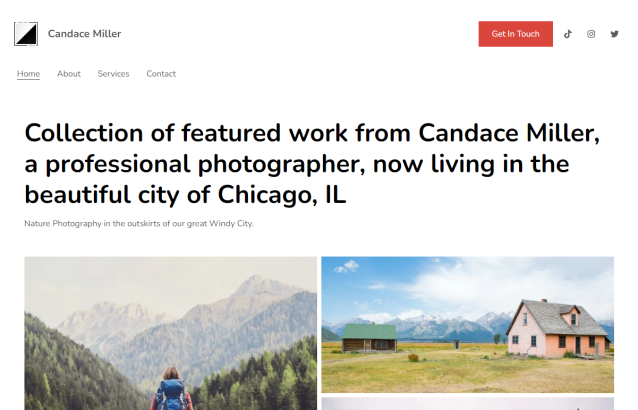 Candace Miller
Get In Touch
Home About Services Contact
Collection of featured work from Candace Miller,
a professional photographer, now living in the
beautiful city of Chicago, IL
Nature Photography in the outskirts of our great Windy City.